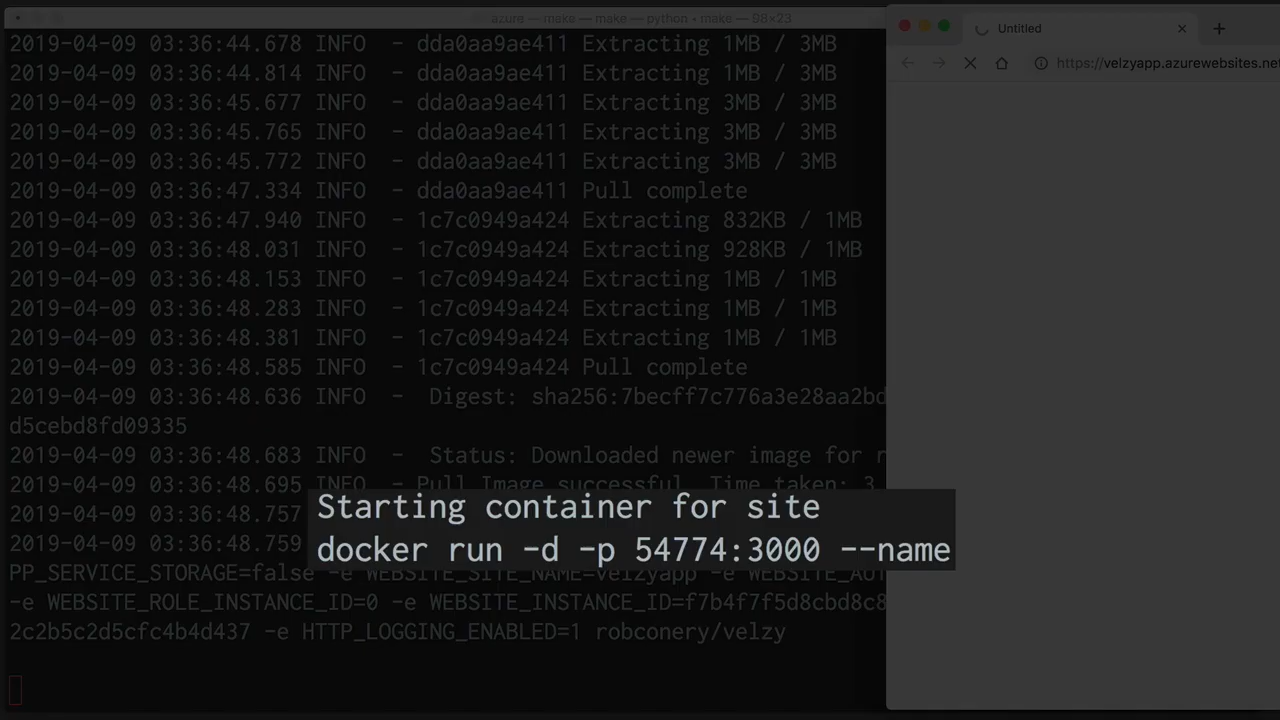 azure — make — make — python • make — 98×23
2019-04-09 03:36:44.678 INFO  - dda0aa9ae411 Extracting 1MB / 3MB
2019-04-09 03:36:44.814 INFO  - dda0aa9ae411 Extracting 1MB / 3MB
2019-04-09 03:36:45.677 INFO  - dda0aa9ae411 Extracting 3MB / 3MB
2019-04-09 03:36:45.765 INFO  - dda0aa9ae411 Extracting 3MB / 3MB
2019-04-09 03:36:45.772 INFO  - dda0aa9ae411 Extracting 3MB / 3MB
2019-04-09 03:36:47.334 INFO  - dda0aa9ae411 Pull complete
2019-04-09 03:36:47.940 INFO  - 1c7c0949a424 Extracting 832KB / 1MB
2019-04-09 03:36:48.031 INFO  - 1c7c0949a424 Extracting 928KB / 1MB
2019-04-09 03:36:48.153 INFO  - 1c7c0949a424 Extracting 1MB / 1MB
2019-04-09 03:36:48.283 INFO  - 1c7c0949a424 Extracting 1MB / 1MB
2019-04-09 03:36:48.381 INFO  - 1c7c0949a424 Extracting 1MB / 1MB
2019-04-09 03:36:48.585 INFO  - 1c7c0949a424 Pull complete
2019-04-09 03:36:48.636 INFO  -  Digest: sha256:7becff7c776a3e28aa2bd
d5cebd8fd09335
2019-04-09 03:36:48.683 INFO  -  Status: Downloaded newer image for r
2019-04-09 03:36:48.695 INFO  - Pull Image successful, Time taken: 3
2019-04-09 03:36:48.757
2019-04-09 03:36:48.759
Starting container for site
docker run -d -p 54774:3000 --name
PP_SERVICE_STORAGE=false -e WEBSITE_SITE_NAME=velzyapp -e WEBSITE_AUT
-e WEBSITE_ROLE_INSTANCE_ID=0 -e WEBSITE_INSTANCE_ID=f7b4f7f5d8cbd8c8
2c2b5c2d5cfc4b4d437 -e HTTP_LOGGING_ENABLED=1 robconery/velzy
Untitled
https://velzyapp.azurewebsites.net